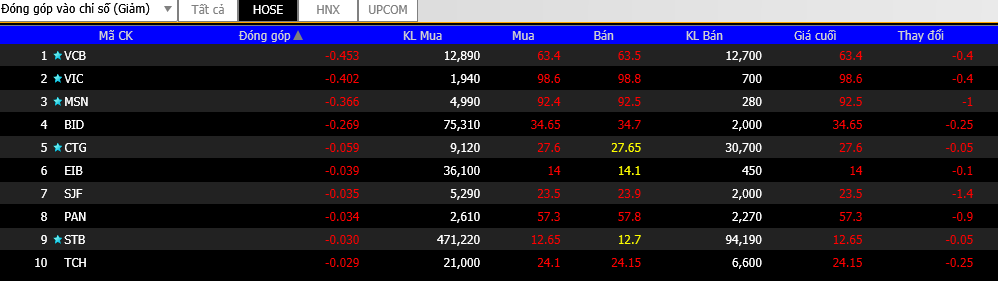 Đóng góp vào chỉ số (Giảm) Tất cả HOSE HNX UPCOM
Mã CK Đóng góp KL Mua Mua Bán KL Bán Giá cuối Thay đổi
1 VCB -0.453 12,890 63.4 63.5 12,700 63.4 -0.4
2 VIC -0.402 1,940 98.6 98.8 700 98.6 -0.4
3 MSN -0.366 4,990 92.4 92.5 280 92.5 -1
4 BID -0.269 75,310 34.65 34.7 2,000 34.65 -0.25
5 CTG -0.059 9,120 27.6 27.65 30,700 27.6 -0.05
6 EIB -0.039 36,100 14 14.1 450 14 -0.1
7 SJF -0.035 5,290 23.5 23.9 2,000 23.5 -1.4
8 PAN -0.034 2,610 57.3 57.8 2,270 57.3 -0.9
9 STB -0.030 471,220 12.65 12.7 94,190 12.65 -0.05
10 TCH -0.029 21,000 24.1 24.15 6,600 24.15 -0.25